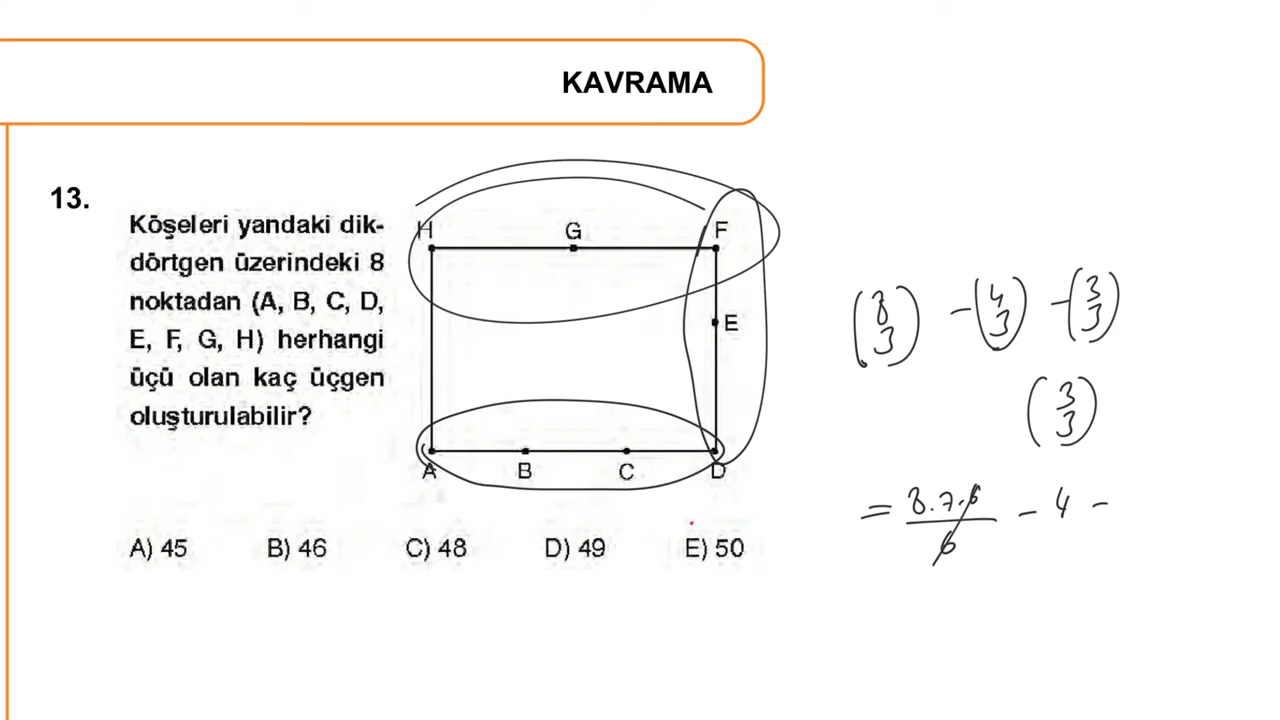 KAVRAMA
13.
Köşeleri yandaki dik-
dörtgen üzerindeki 8
noktadan (A, B, C, D,
E, F, G, H) herhangi
üçü olan kaç üçgen
oluşturulabilir?
H G F
E
A B C D
A) 45 B) 46 C) 48 D) 49 E) 50
(8 3) - (4 3) - (3 3)
(3 3)
= 8.7.6 / 6 - 4 -